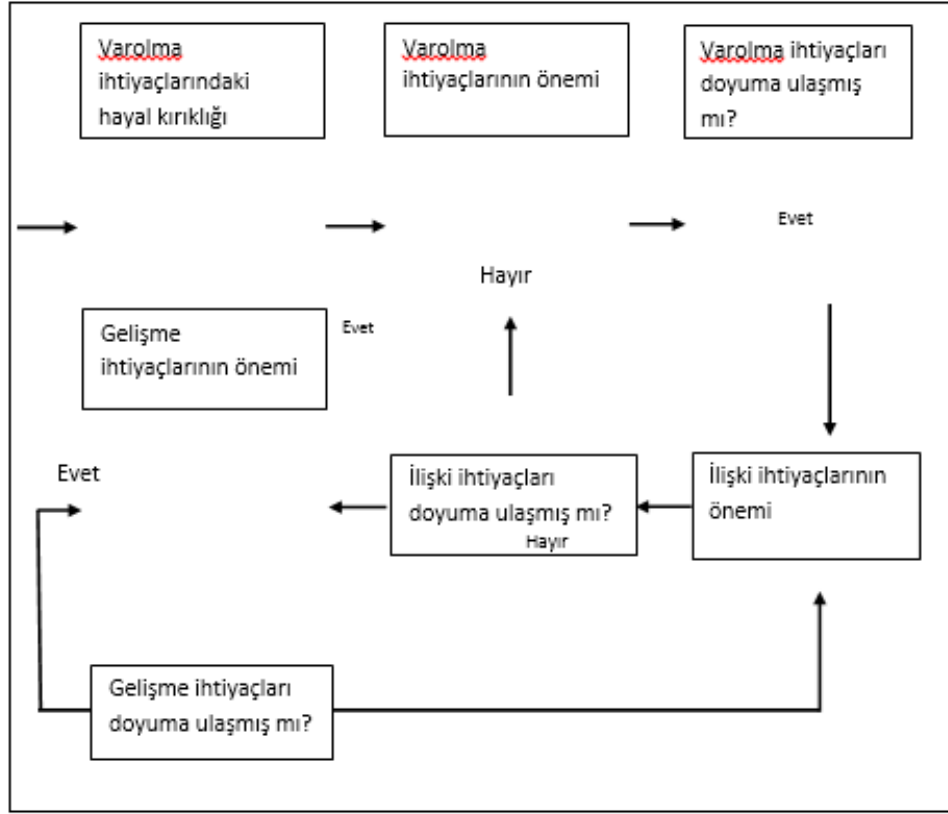 Varolma
ihtiyaçlarındaki
hayal kırıklığı
Varolma
ihtiyaçlarının önemi
Varolma ihtiyaçları
doyuma ulaşmış
mı?
Evet
Hayır
Gelişme
ihtiyaçlarının önemi
Evet
Evet
İlişki ihtiyaçları
doyuma ulaşmış mı?
Hayır
İlişki ihtiyaçlarının
önemi
Gelişme ihtiyaçları
doyuma ulaşmış mı?